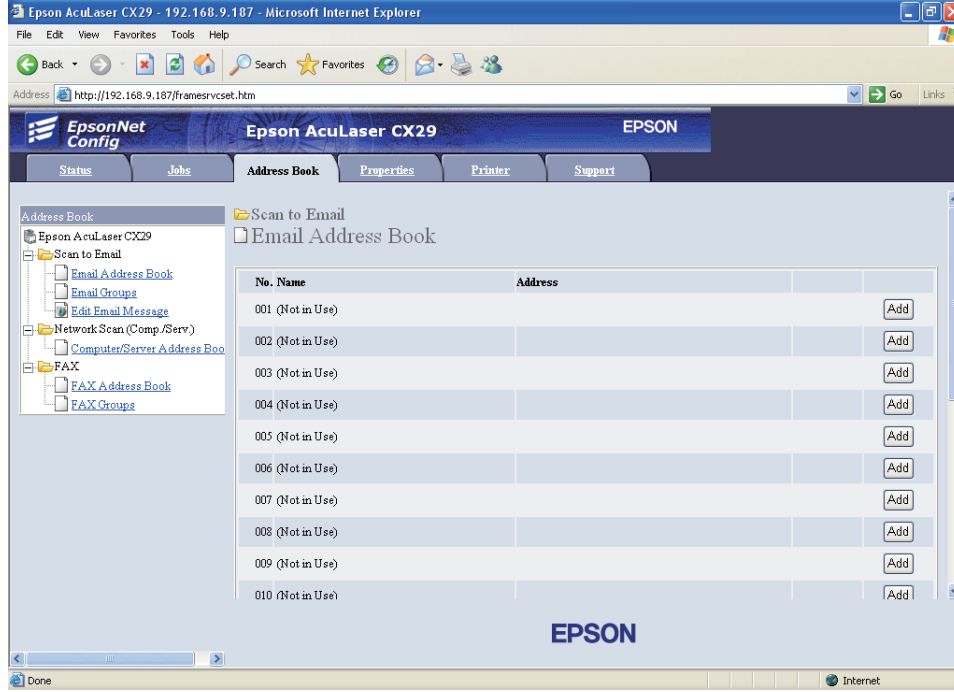 Epson AcuLaser CX29 - 192.168.9.187 - Microsoft Internet Explorer
File Edit View Favorites Tools Help
Back Search Favorites
Address http://192.168.9.187/framesrvcset.htm Go Links
EpsonNet
Config
Epson AcuLaser CX29
EPSON
Status Jobs Address Book Properties Printer Support
Address Book
Epson AcuLaser CX29
Scan to Email
Email Address Book
Email Groups
Edit Email Message
Network Scan (Comp./Serv.)
Computer/Server Address Boo
FAX
FAX Address Book
FAX Groups
Scan to Email
Email Address Book
No. Name Address
001 (Not in Use) Add
002 (Not in Use) Add
003 (Not in Use) Add
004 (Not in Use) Add
005 (Not in Use) Add
006 (Not in Use) Add
007 (Not in Use) Add
008 (Not in Use) Add
009 (Not in Use) Add
010 (Not in Use) Add
EPSON
Done Internet